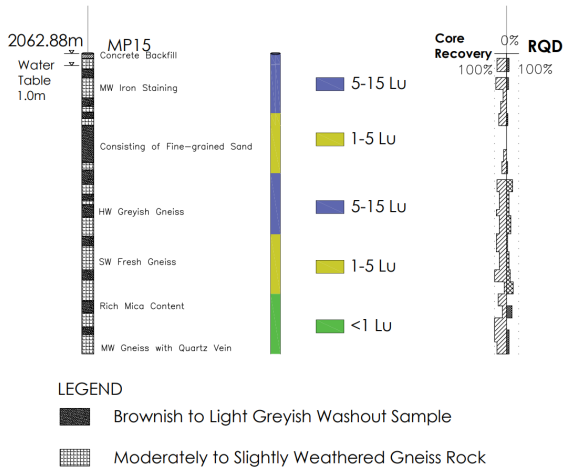 2062.88m
MP15
Water
Table
1.0m
Concrete Backfill
MW Iron Staining
Consisting of Fine-grained Sand
HW Greyish Gneiss
SW Fresh Gneiss
Rich Mica Content
MW Gneiss with Quartz Vein
5-15 Lu
1-5 Lu
5-15 Lu
1-5 Lu
<1 Lu
Core
Recovery
0%
RQD
100%
100%
LEGEND
Brownish to Light Greyish Washout Sample
Moderately to Slightly Weathered Gneiss Rock